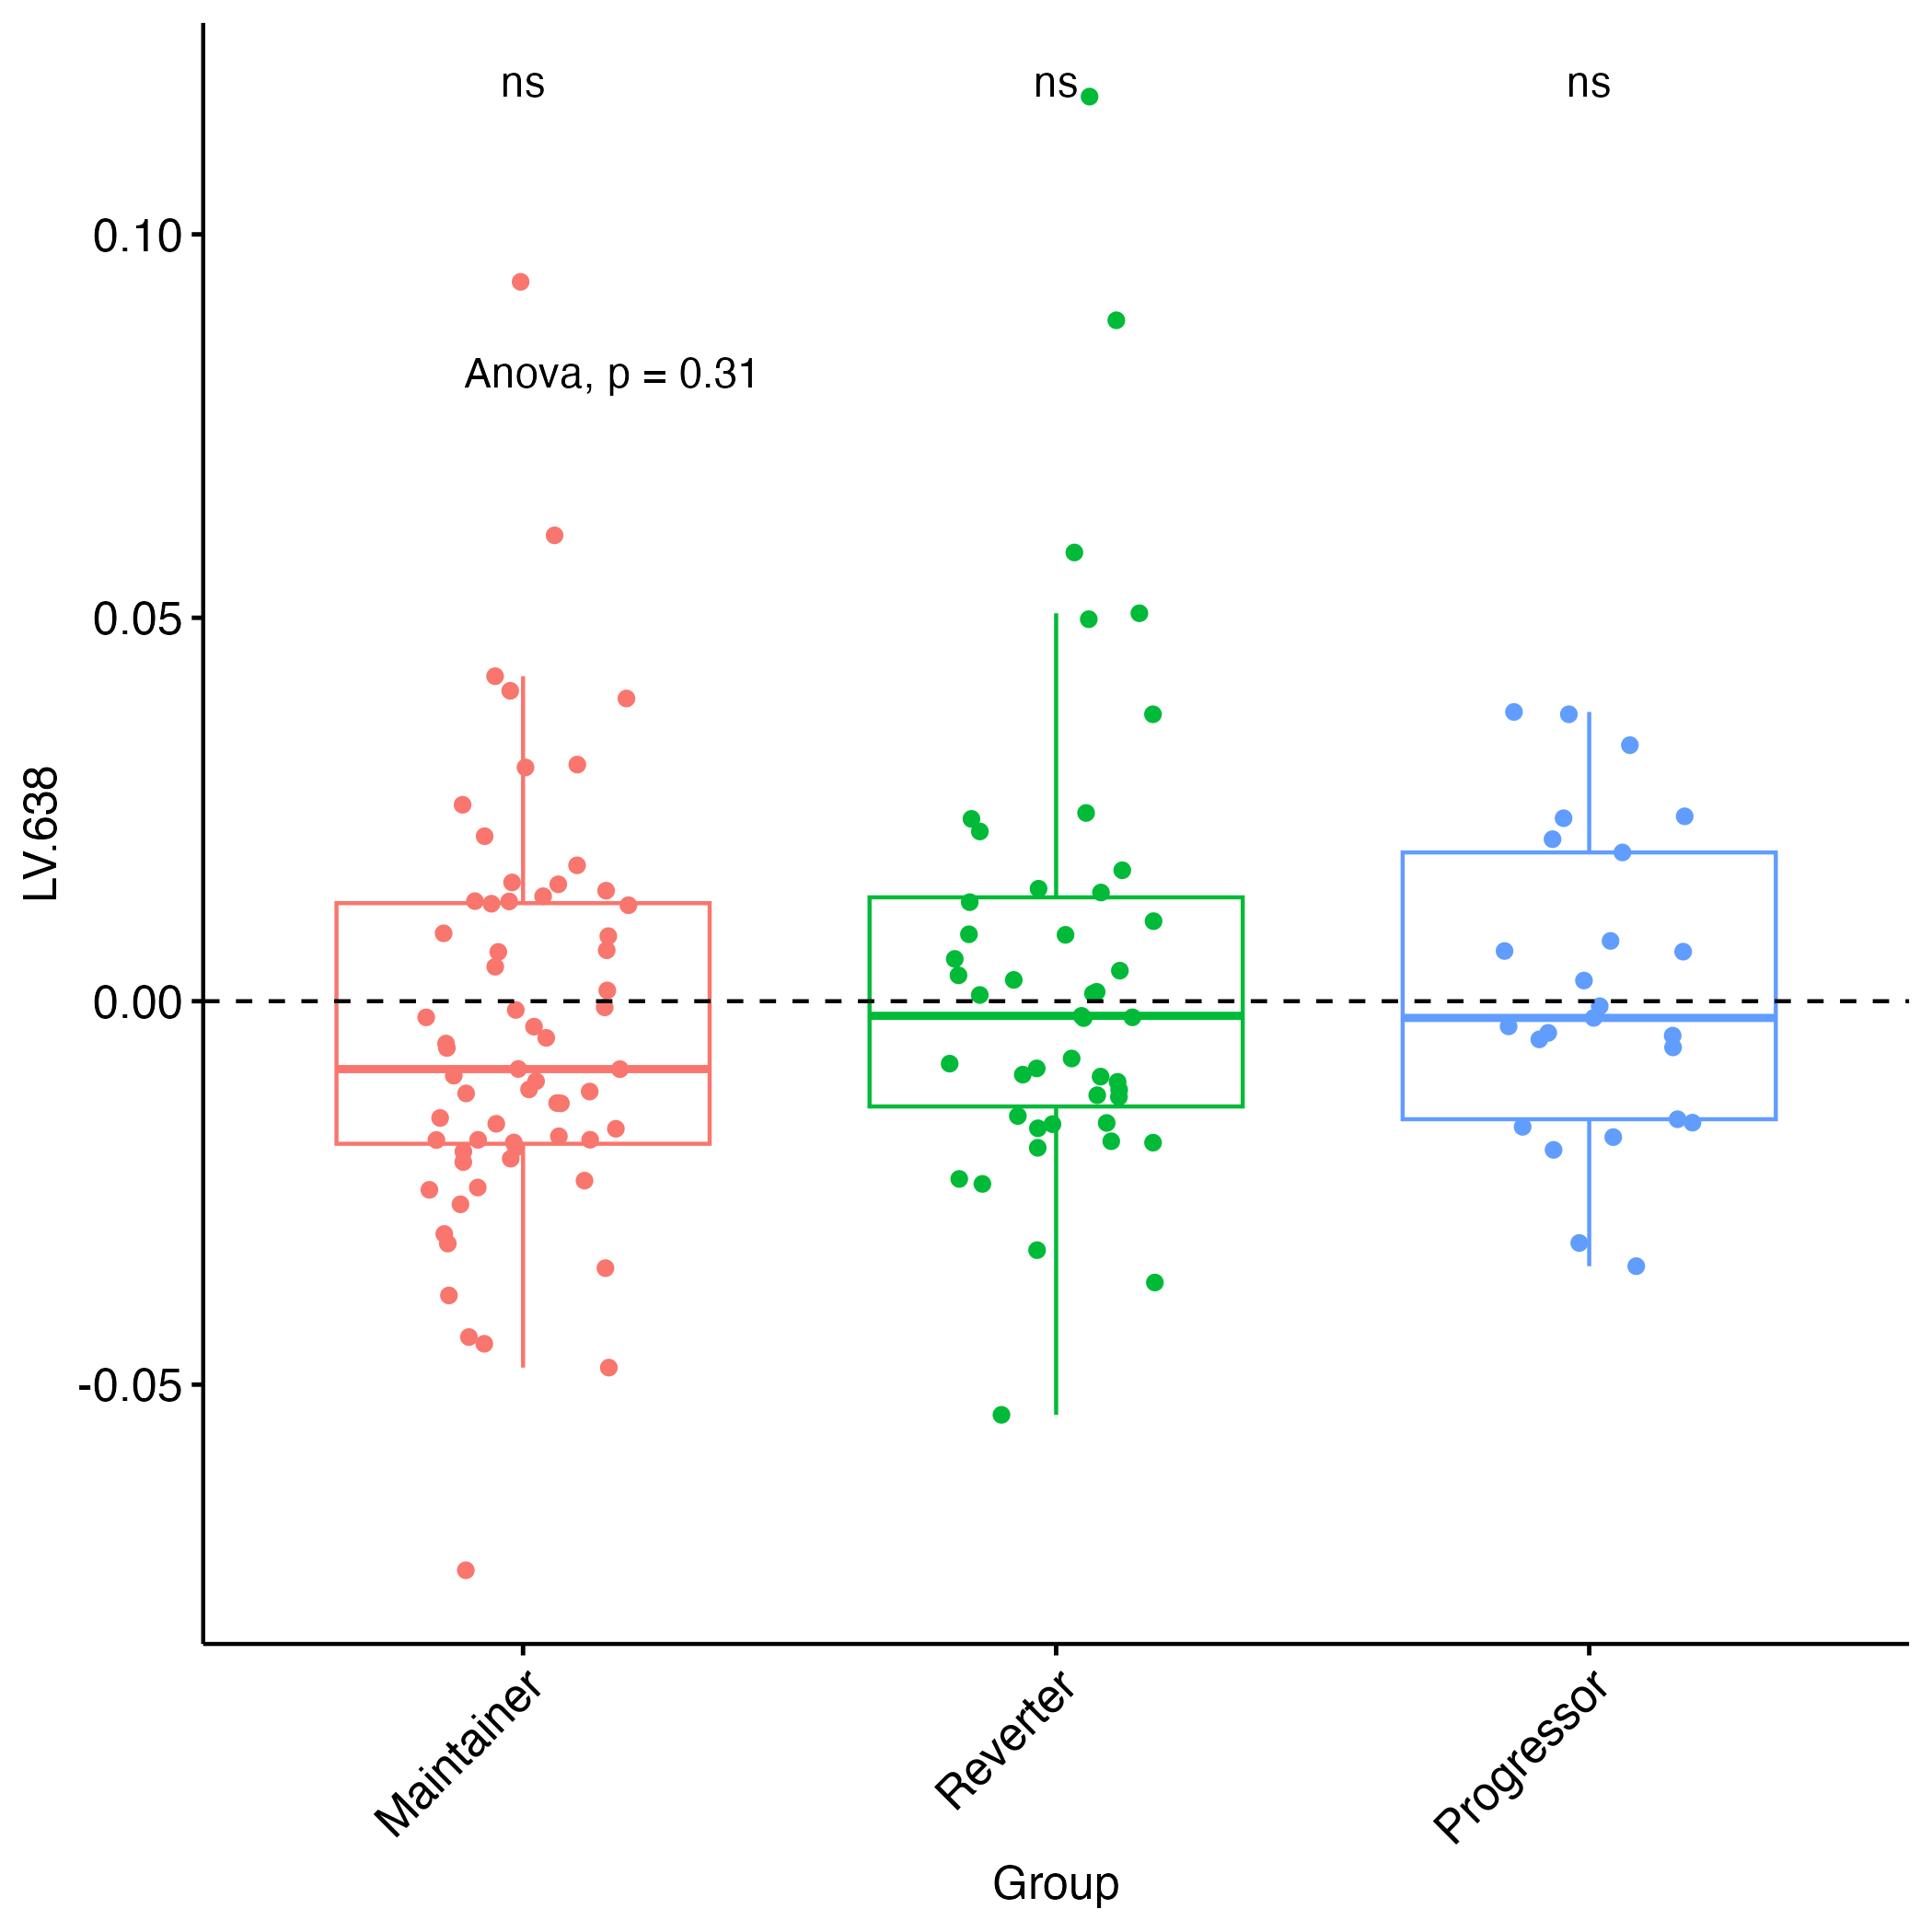 ns ns ns
0.10
Anova, p = 0.31
0.05
LV.638
0.00
-0.05
Maintainer Reverter Progressor
Group